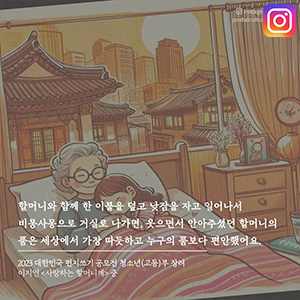 할머니와 함께 한 이불을 덮고 낮잠을 자고 일어나서
비몽사몽으로 거실로 나가면, 웃으면서 안아주셨던 할머니의
품은 세상에서 가장 따듯하고 누구의 품보다 편안했어요.
2023 대한민국 편지쓰기 공모전 청소년(고등)부 장려
이지언 <사랑하는 할머니께> 중